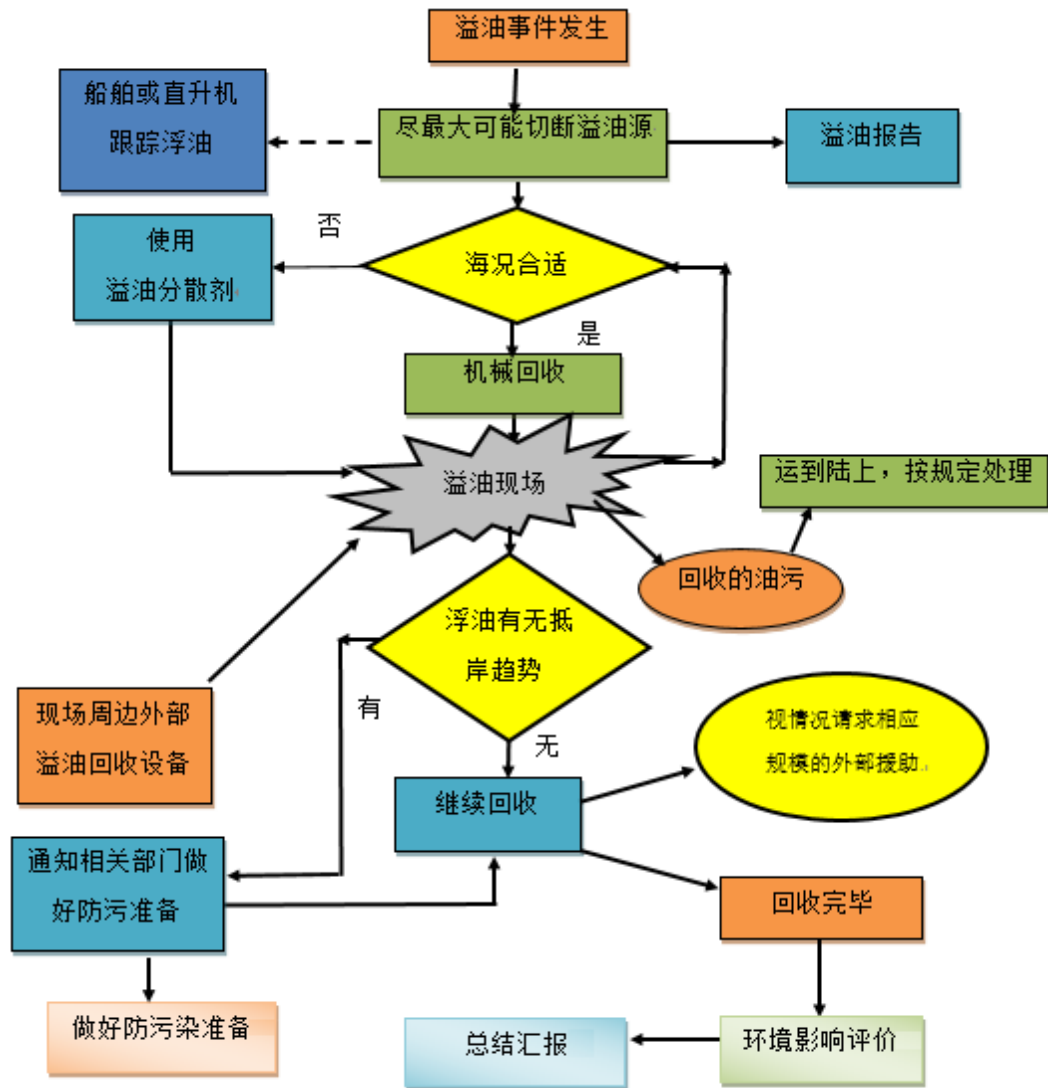 溢油事件发生
船舶或直升机
跟踪浮油
尽最大可能切断溢油源
溢油报告
否
使用
溢油分散剂
海况合适
是
机械回收
溢油现场
运到陆上，按规定处理
回收的油污
浮油有无抵
岸趋势
现场周边外部
溢油回收设备
有
无
视情况请求相应
规模的外部援助
继续回收
通知相关部门做
好防污准备
回收完毕
做好防污染准备
总结汇报
环境影响评价